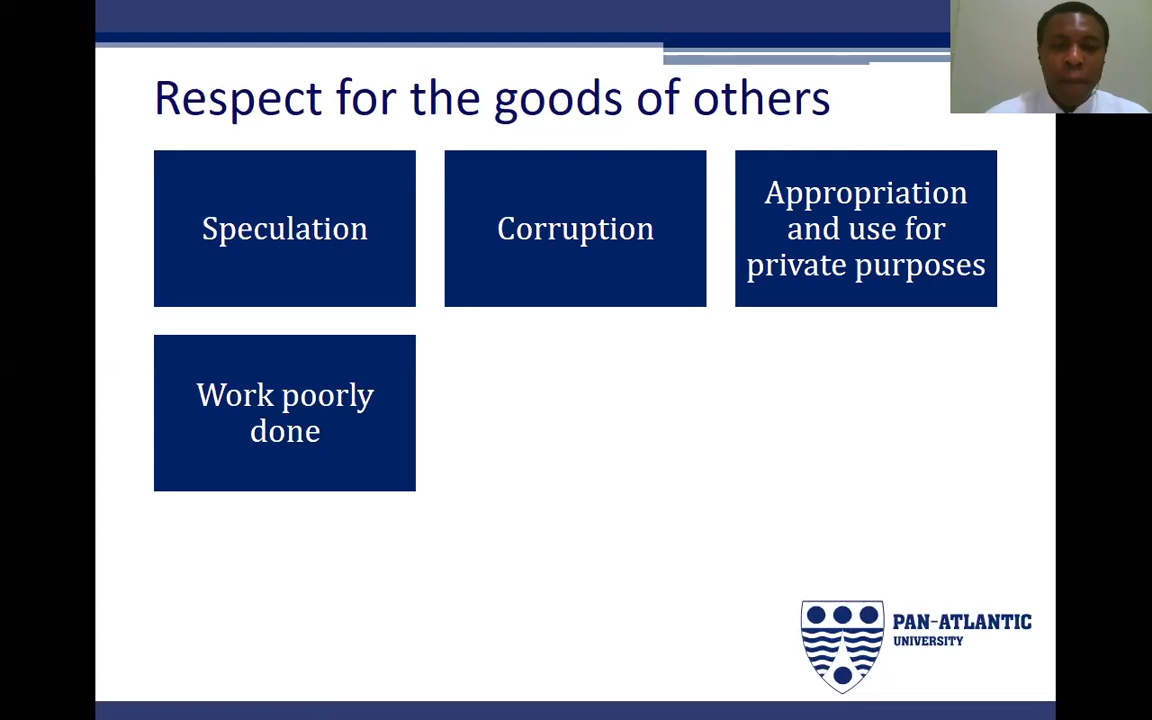 Respect for the goods of others
Speculation
Corruption
Appropriation
and use for
private purposes
Work poorly
done
PAN-ATLANTIC
UNIVERSITY